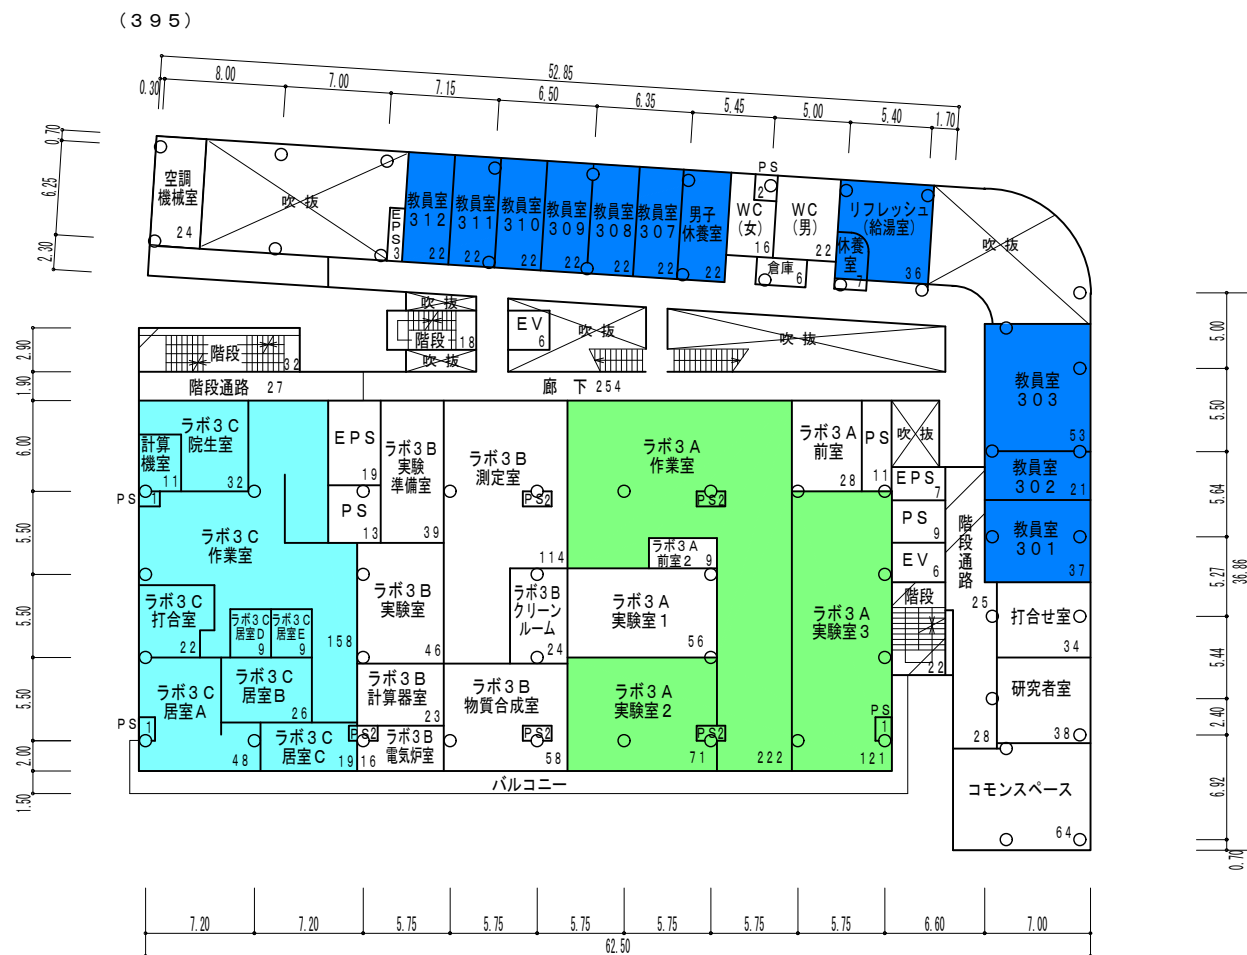 (395)
52.85
0.30
8.00
7.00
7.15
6.50
6.35
5.45
5.00
5.40
1.70
0.70
6.25
2.30
空調
機械室
24
吹抜
EPS
3
教員室
312
22
教員室
311
22
教員室
310
22
教員室
309
22
教員室
308
22
教員室
307
22
男子
休養室
22
WC
(女)
16
PS
2
WC
(男)
22
倉庫
6
リフレッシュ
(給湯室)
36
休養
室
7
吹抜
吹抜
階段
18
吹抜
EV
6
吹抜
吹抜
階段
32
階段通路 27
廊下 254
2.90
1.90
6.00
5.50
5.50
5.50
2.00
1.50
ラボ3C
院生室
32
計算
機室
11
PS
1
ラボ3C
作業室
158
ラボ3C
打合室
22
ラボ3C
居室D
9
ラボ3C
居室E
9
ラボ3C
居室B
26
ラボ3C
居室A
48
PS
1
ラボ3C
居室C
19
PS2
EPS
19
PS
13
ラボ3B
実験
準備室
39
ラボ3B
測定室
114
PS2
ラボ3B
実験室
46
ラボ3B
クリーン
ルーム
24
ラボ3B
計算器室
23
ラボ3B
電気炉室
16
ラボ3B
物質合成室
58
PS2
ラボ3A
作業室
222
PS2
ラボ3A
前室2
9
ラボ3A
実験室1
56
ラボ3A
実験室2
71
PS2
ラボ3A
前室
28
PS
11
ラボ3A
実験室3
121
PS
1
吹抜
EPS
7
PS
9
EV
6
階段
22
階段通路
25
28
教員室
303
53
教員室
302
21
教員室
301
37
打合せ室
34
研究者室
38
コモンスペース
64
バルコニー
5.00
5.50
5.64
5.27
5.44
2.40
6.92
0.70
36.86
7.20
7.20
5.75
5.75
5.75
5.75
5.75
5.75
6.60
7.00
62.50